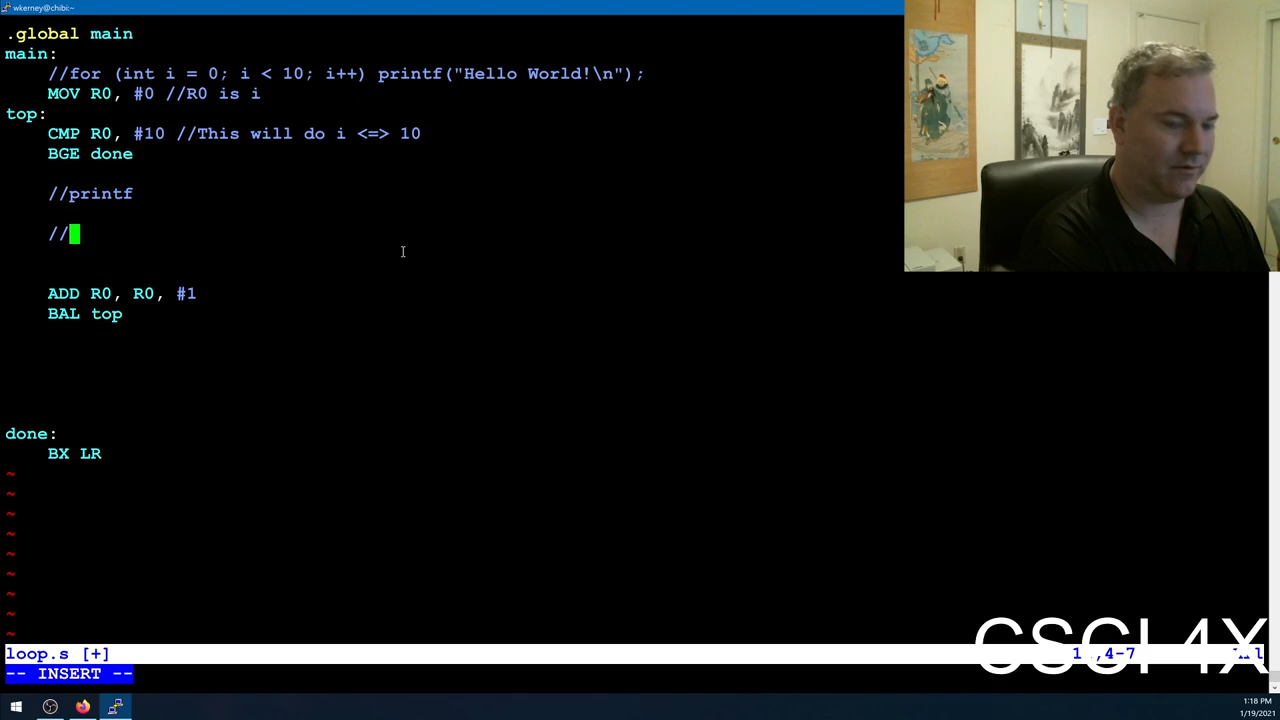 wkerney@chibi:~
.global main
main:
//for (int i = 0; i < 10; i++) printf("Hello World!\n");
MOV R0, #0 //R0 is i
top:
CMP R0, #10 //This will do i <=> 10
BGE done
//printf
//
ADD R0, R0, #1
BAL top
done:
BX LR
~
~
~
~
~
~
~
~
~
loop.s [+]
-- INSERT --
CSCI 4X
1:18 PM
1/19/2021